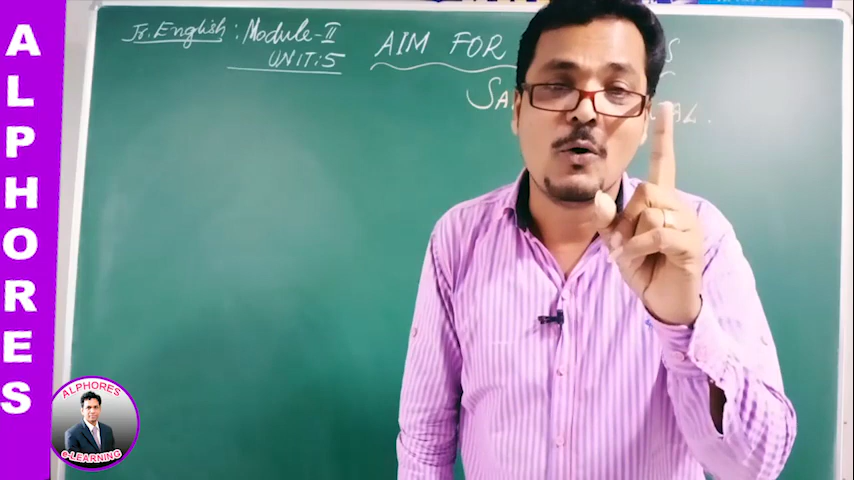 ALPHORES
Jr. English : Module-II
UNIT:5
AIM FOR
ALPHORES
e-LEARNING